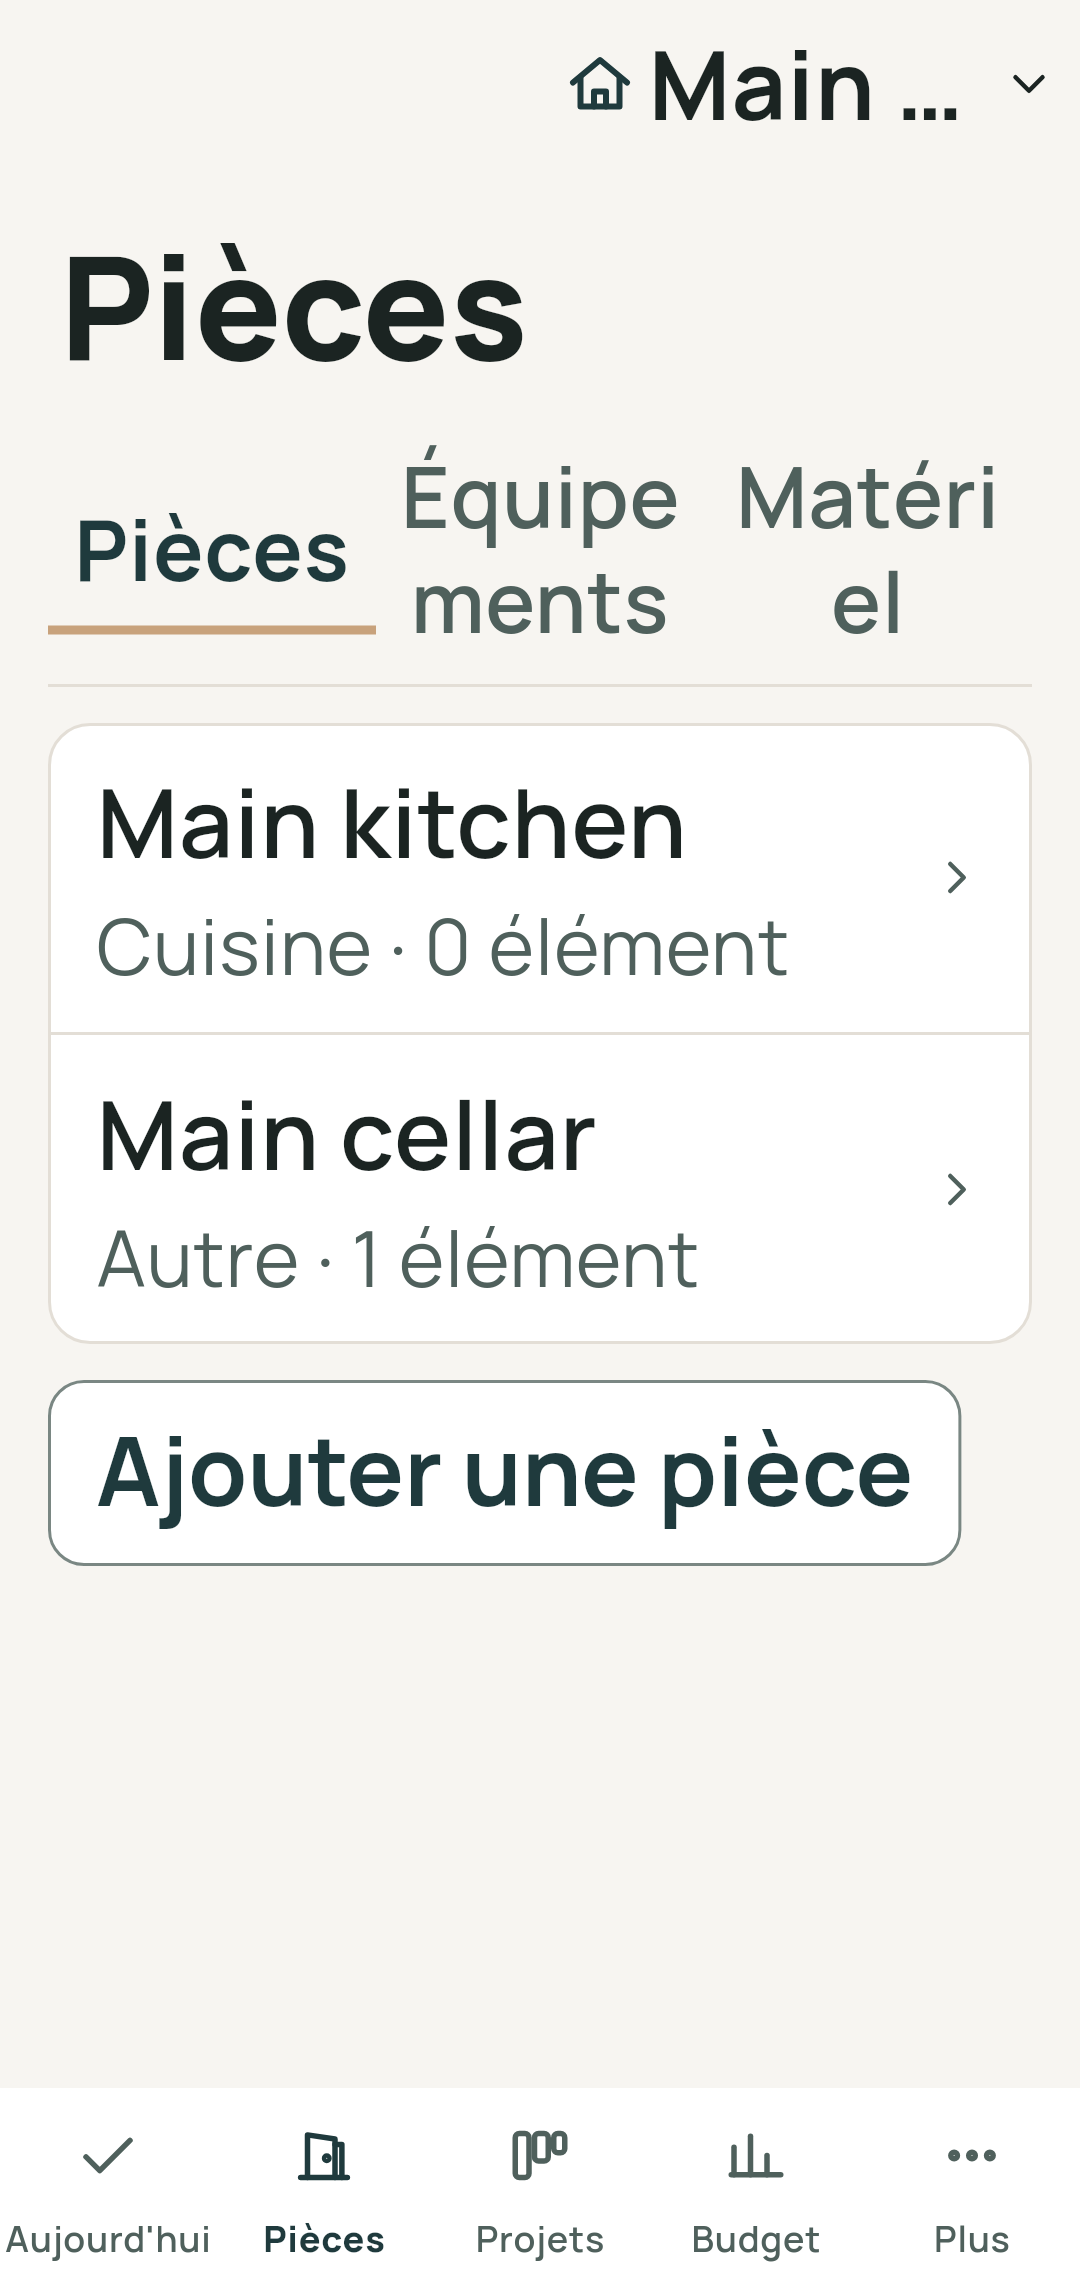 Main ...
Pièces
Pièces
Équipe
ments
Matéri
el
Main kitchen
Cuisine · 0 élément
Main cellar
Autre · 1 élément
Ajouter une pièce
Aujourd'hui
Pièces
Projets
Budget
Plus